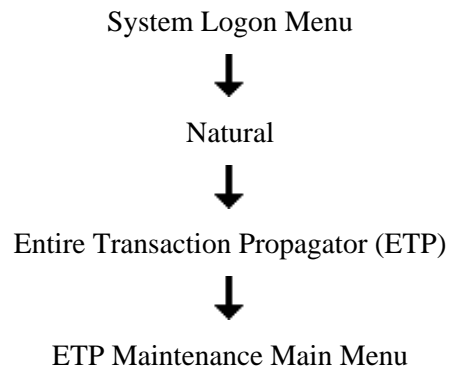 System Logon Menu
Natural
Entire Transaction Propagator (ETP)
ETP Maintenance Main Menu